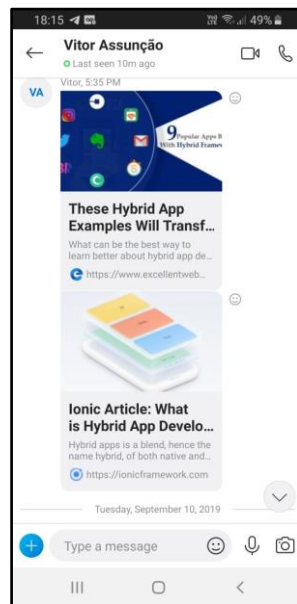 18:15
49%
Vitor Assunção
Last seen 10m ago
VA
Vitor, 5:35 PM
9 Popular Apps B
With Hybrid Framew
These Hybrid App
Examples Will Transf...
What can be the best way to
learn better about hybrid app de...
https://www.excellentweb...
Ionic Article: What
is Hybrid App Develo...
Hybrid apps is a blend, hence the
name hybrid, of both native and...
https://ionicframework.com
Tuesday, September 10, 2019
Type a message